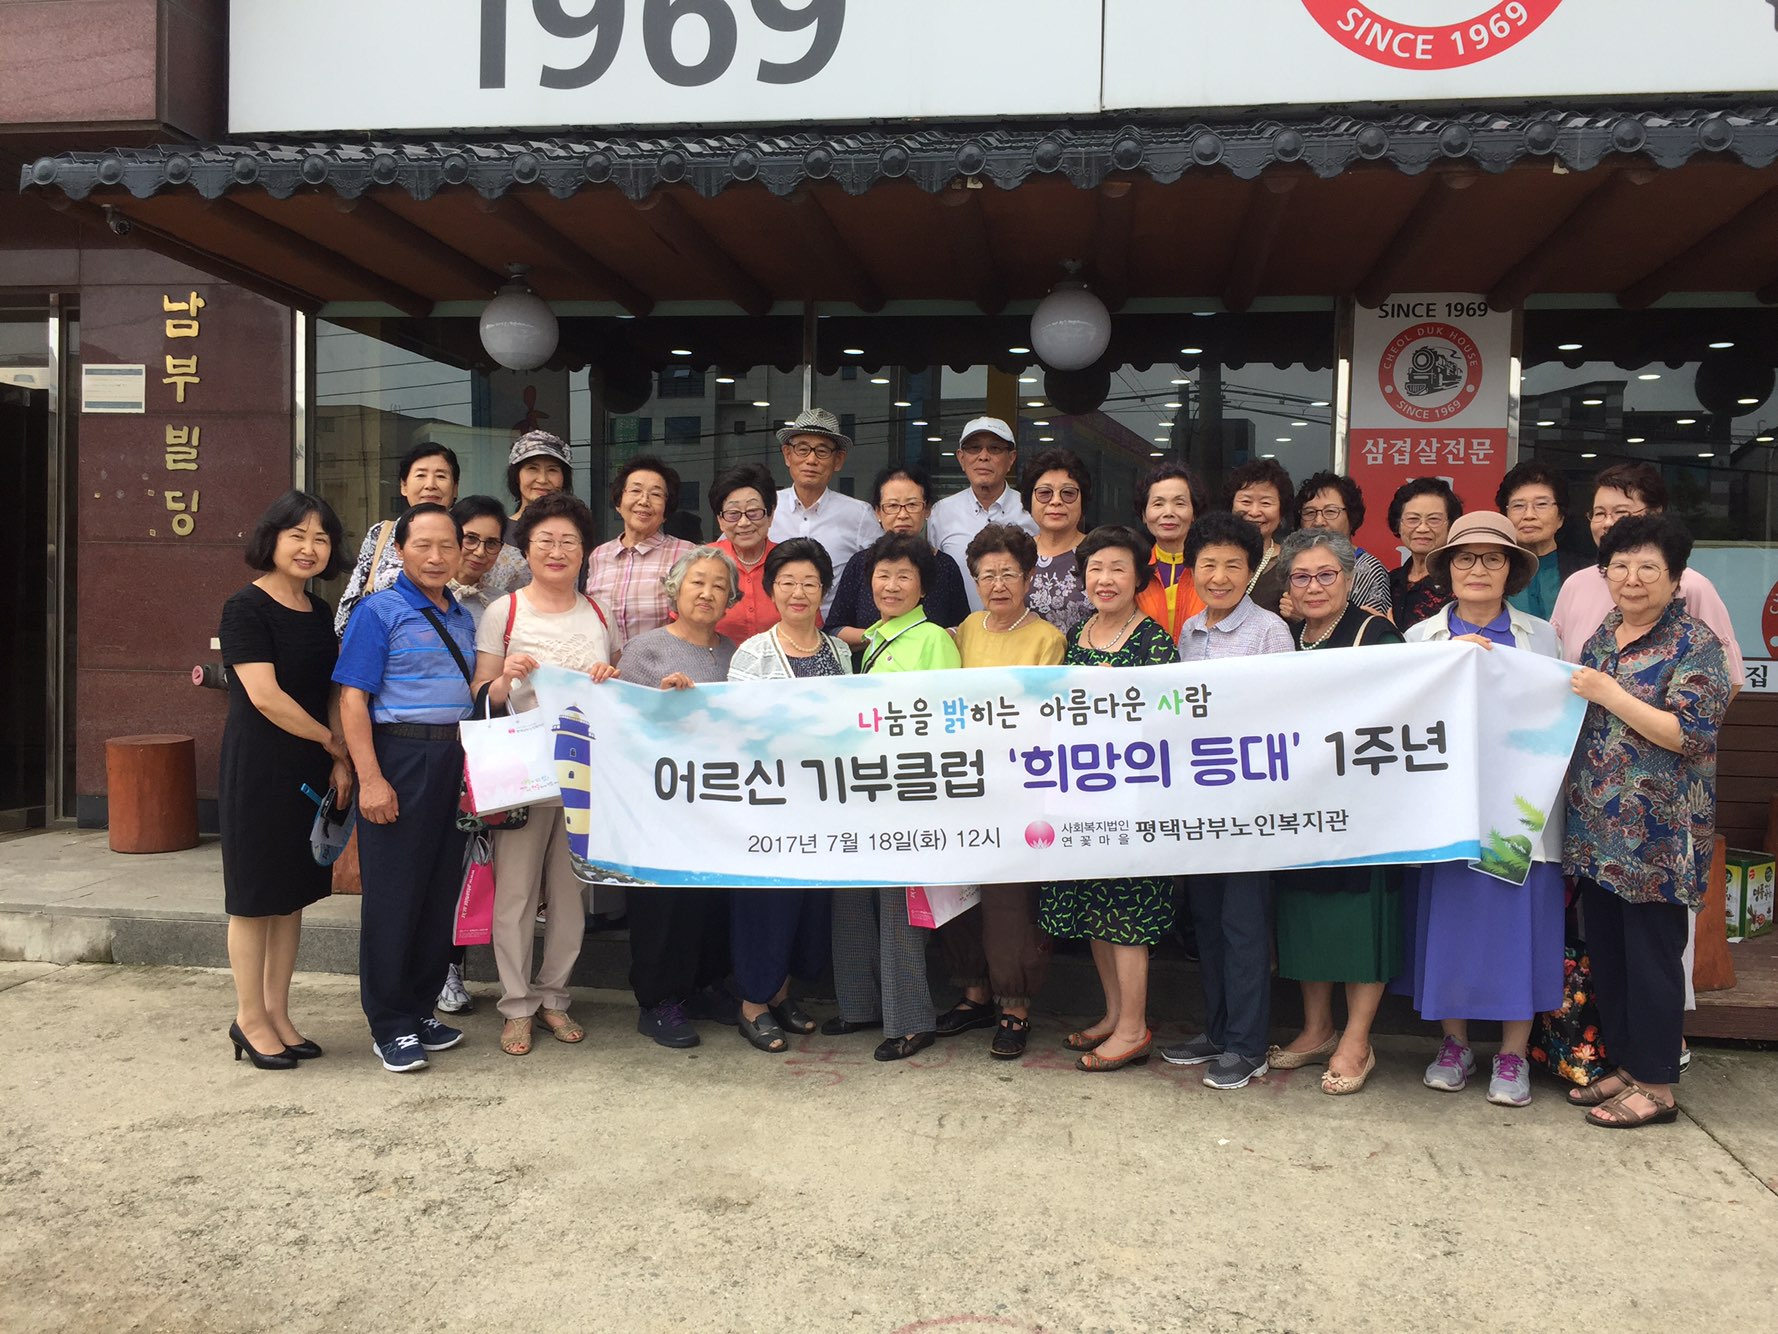 1969
SINCE 1969
남부빌딩
SINCE 1969
CHEOL DUK HOUSE
SINCE 1969
삼겹살전문
나눔을 밝히는 아름다운 사람
어르신 기부클럽 '희망의 등대' 1주년
2017년 7월 18일(화) 12시
사회복지법인
연꽃마을
평택남부노인복지관
집